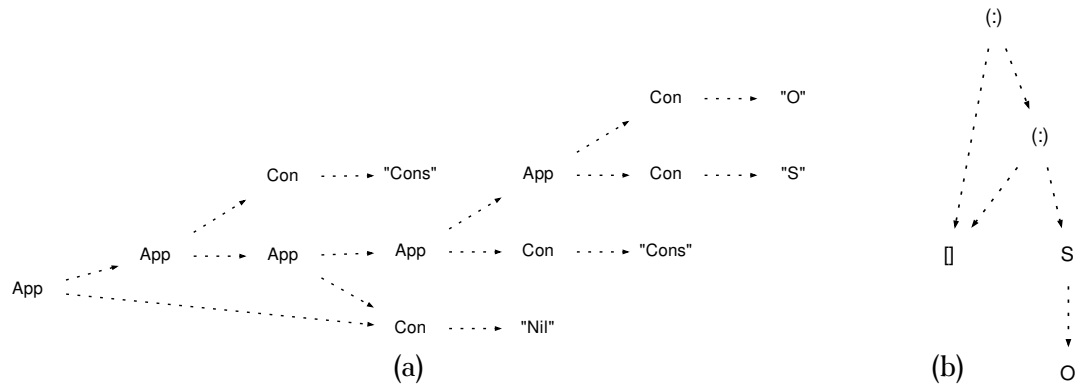 (:)
Con "O"
(:)
Con "Cons" App Con "S"
App App App Con "Cons" [] S
App
Con "Nil"
(a) (b) O